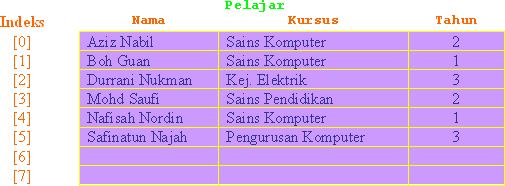 Pelajar
Indeks Nama Kursus Tahun
[0] Aziz Nabil Sains Komputer 2
[1] Boh Guan Sains Komputer 1
[2] Durrani Nukman Kej. Elektrik 3
[3] Mohd Saufi Sains Pendidikan 2
[4] Nafisah Nordin Sains Komputer 1
[5] Safinatun Najah Pengurusan Komputer 3
[6]
[7]